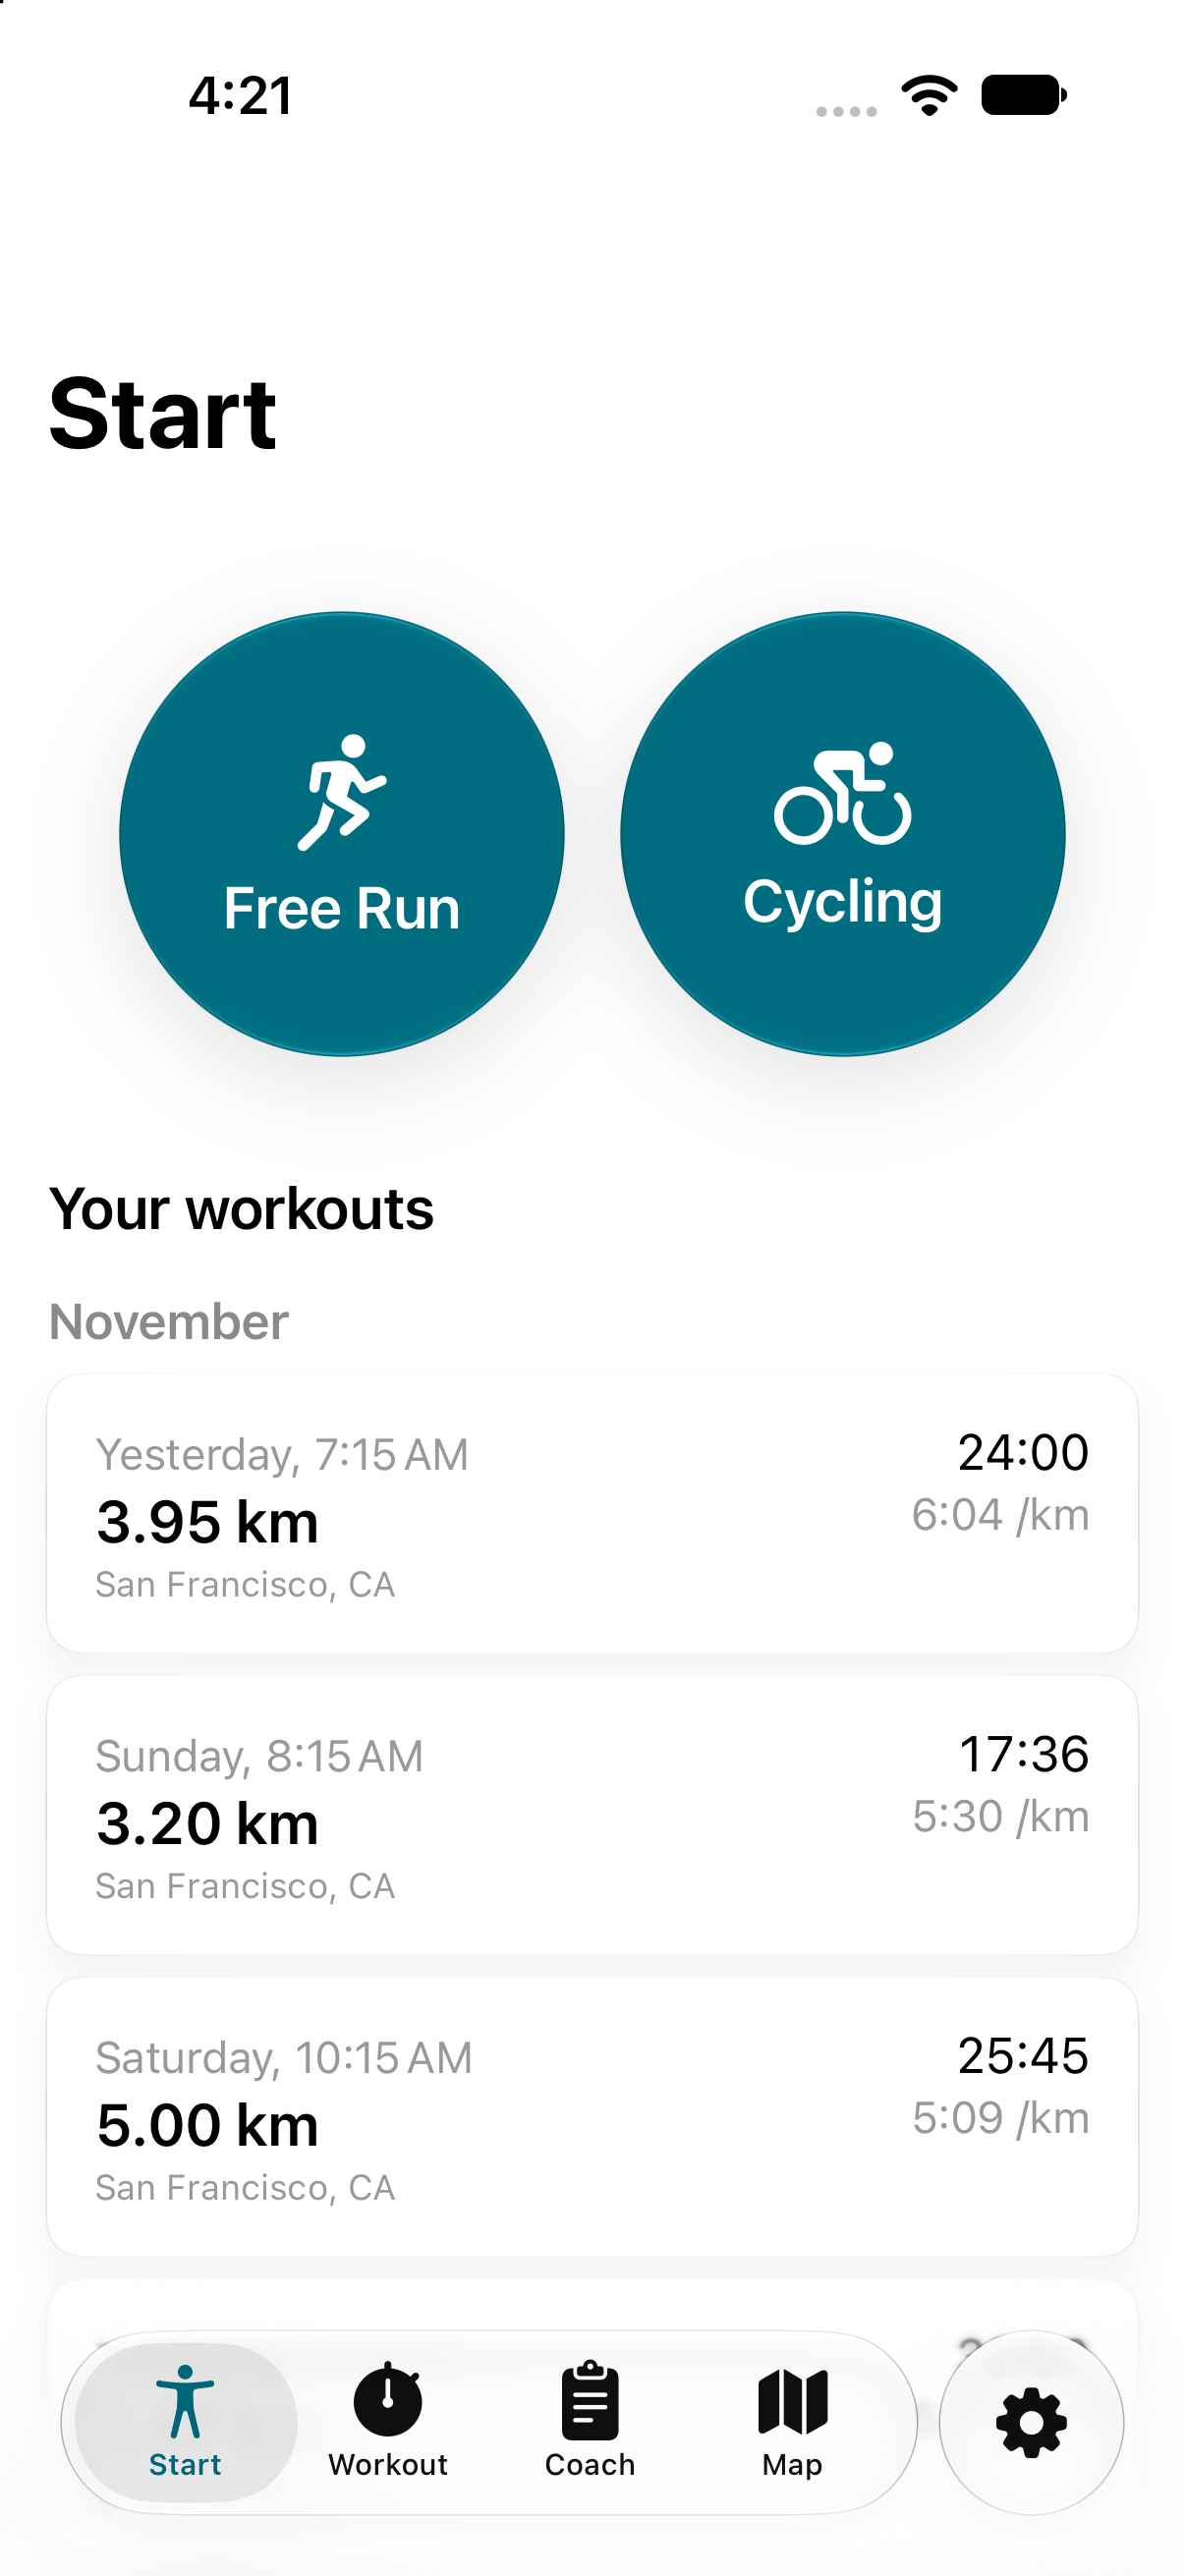 4:21
Start
Free Run
Cycling
Your workouts
November
Yesterday, 7:15 AM
24:00
3.95 km
6:04 /km
San Francisco, CA
Sunday, 8:15 AM
17:36
3.20 km
5:30 /km
San Francisco, CA
Saturday, 10:15 AM
25:45
5.00 km
5:09 /km
San Francisco, CA
Start
Workout
Coach
Map